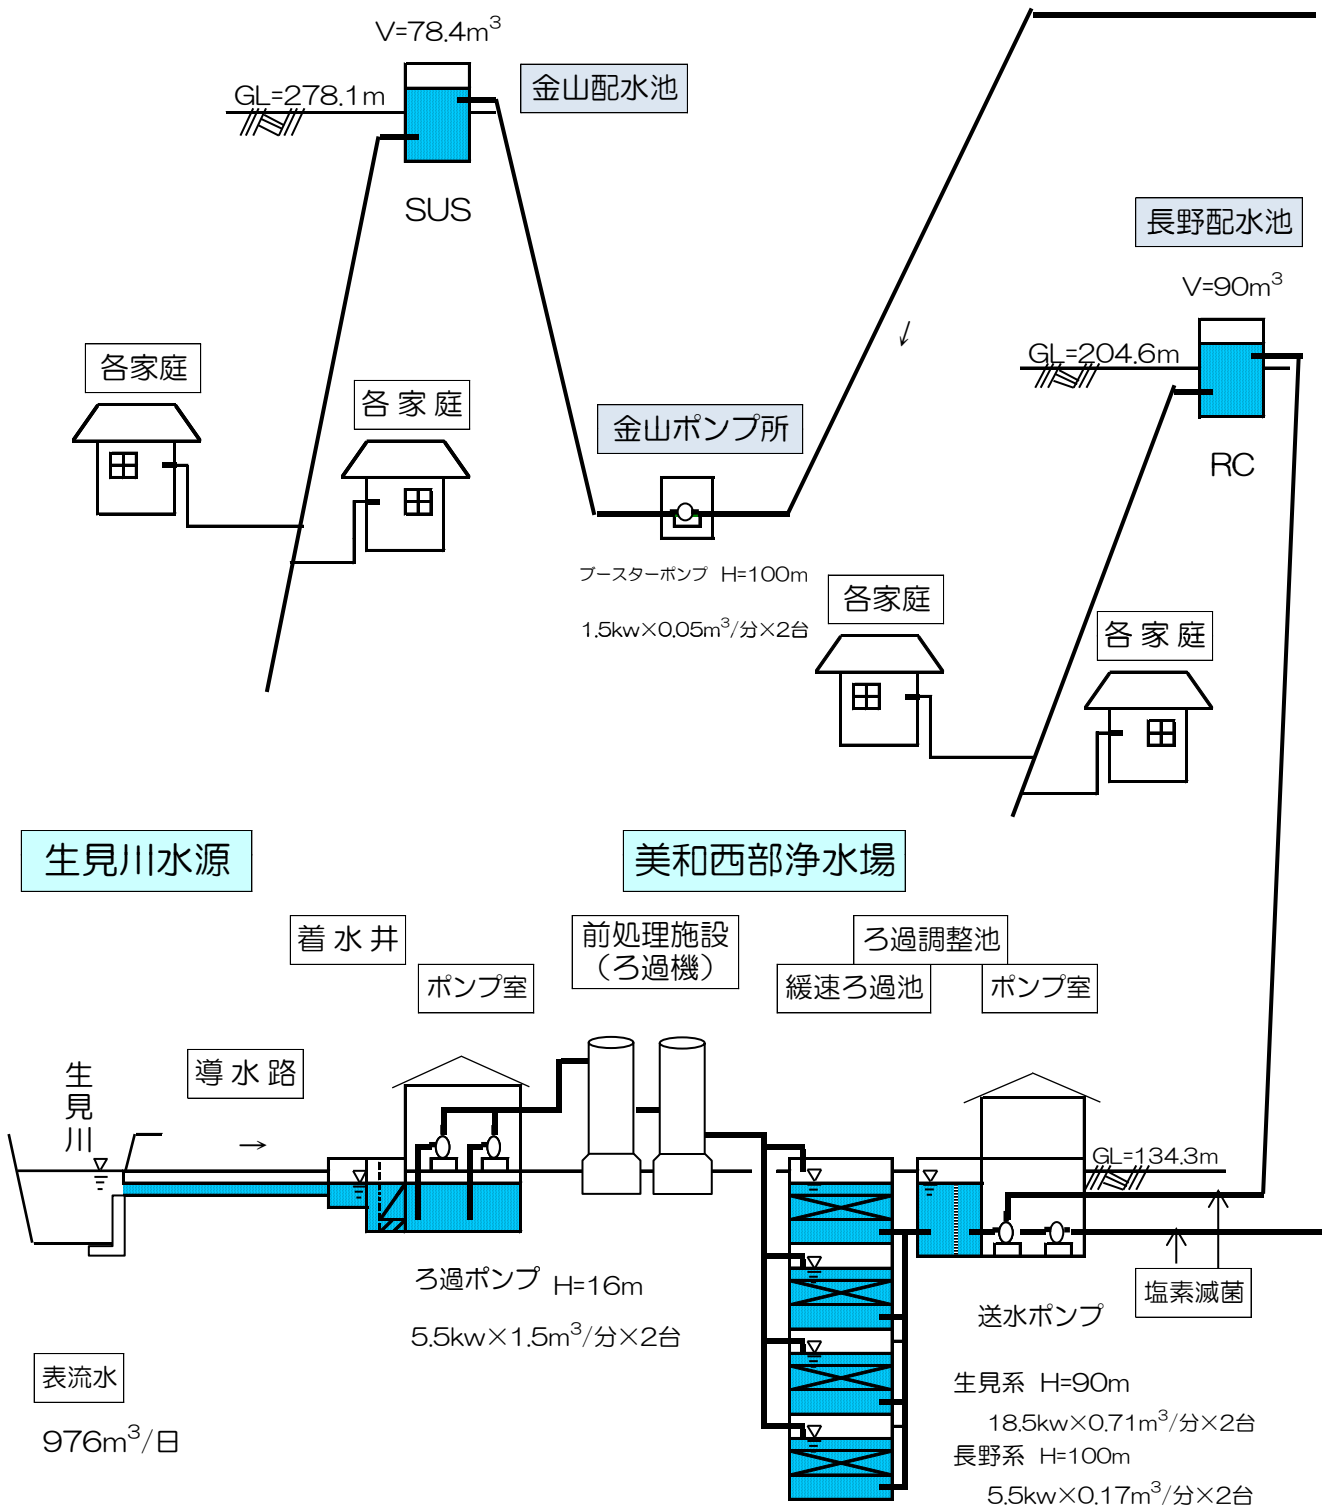 V=78.4m³
金山配水池
GL=278.1m
SUS
長野配水池
V=90m³
GL=204.6m
RC
各家庭
各家庭
金山ポンプ所
ブースターポンプ H=100m
1.5kw×0.05m³/分×2台
各家庭
各家庭
生見川水源
美和西部浄水場
着水井
ポンプ室
前処理施設
（ろ過機）
ろ過調整池
緩速ろ過池
ポンプ室
導水路
生見川
→
GL=134.3m
ろ過ポンプ H=16m
5.5kw×1.5m³/分×2台
塩素滅菌
送水ポンプ
表流水
976m³/日
生見系 H=90m
18.5kw×0.71m³/分×2台
長野系 H=100m
5.5kw×0.17m³/分×2台